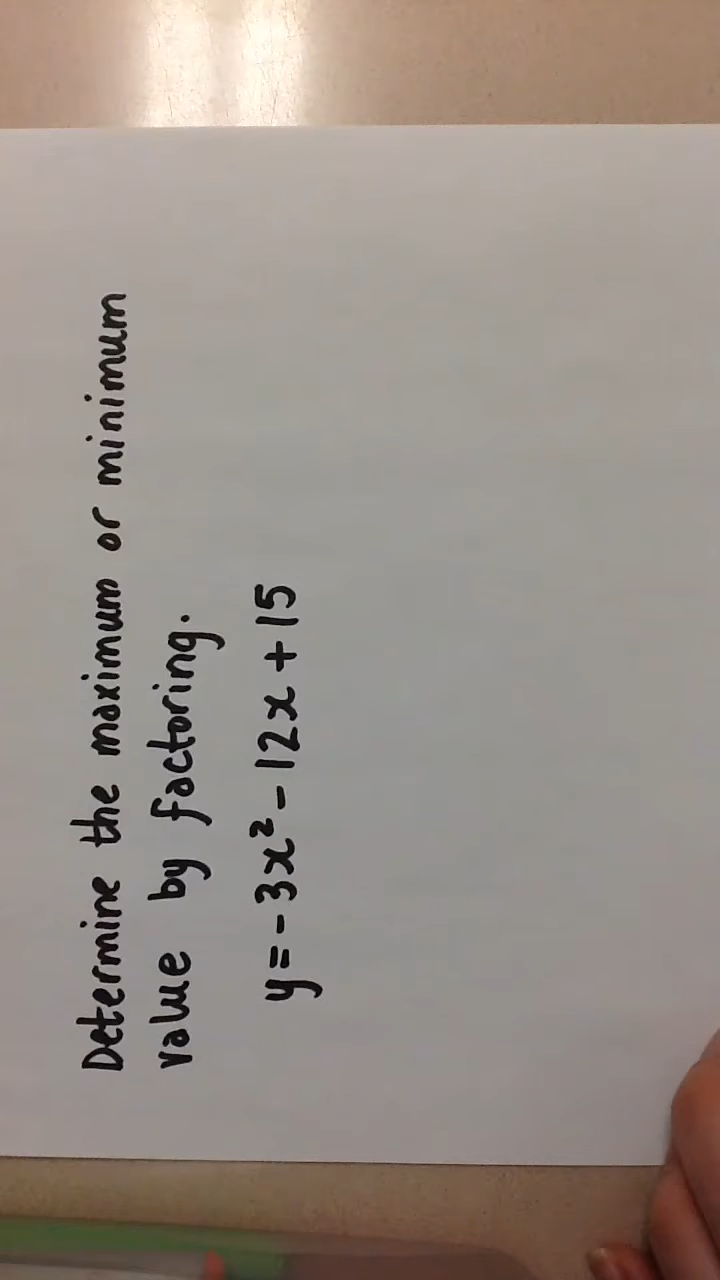 Determine the maximum or minimum
value by factoring.
y = -3x² - 12x + 15